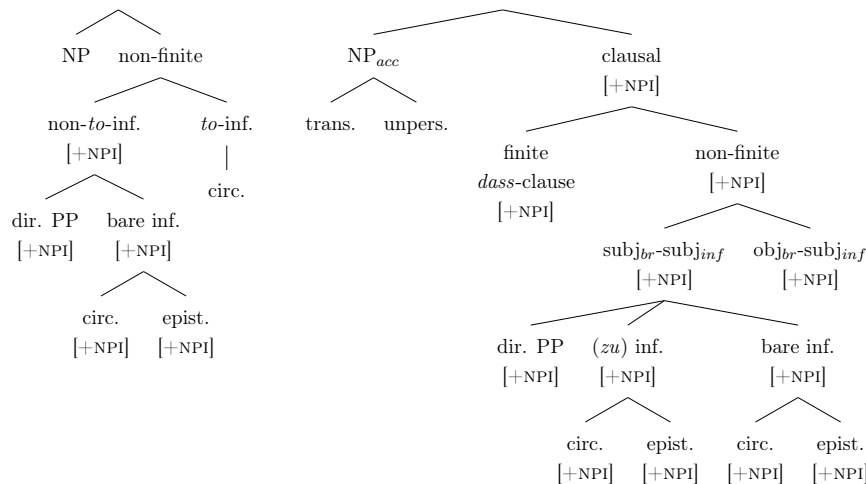 NP non-finite
non-to-inf. to-inf.
[+NPI]
circ.
dir. PP bare inf.
[+NPI] [+NPI]
circ. epist.
[+NPI] [+NPI]
NPacc clausal
[+NPI]
trans. unpers.
finite non-finite
dass-clause [+NPI]
[+NPI]
subjbr-subjinf objbr-subjinf
[+NPI] [+NPI]
dir. PP (zu) inf. bare inf.
[+NPI] [+NPI] [+NPI]
circ. epist. circ. epist.
[+NPI] [+NPI] [+NPI] [+NPI]